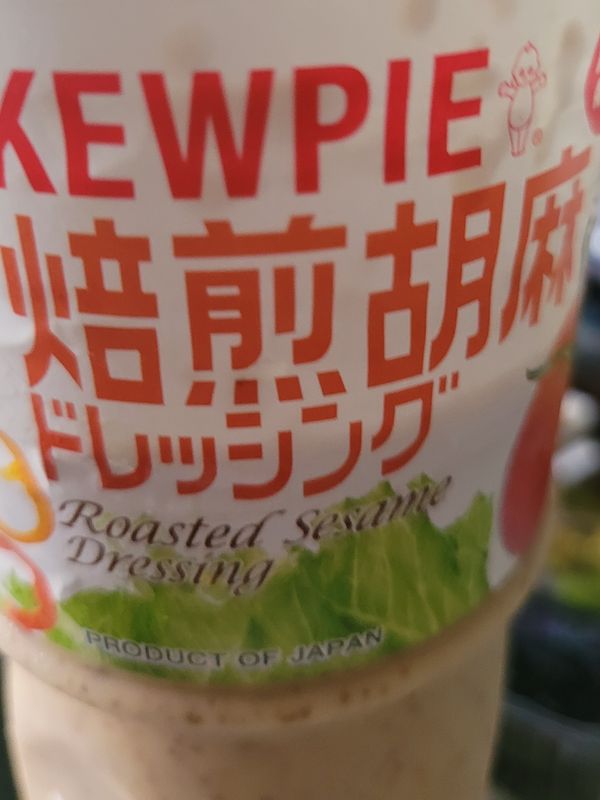 KEWPIE
焙煎胡麻
ドレッシング
Roasted Sesame
Dressing
PRODUCT OF JAPAN